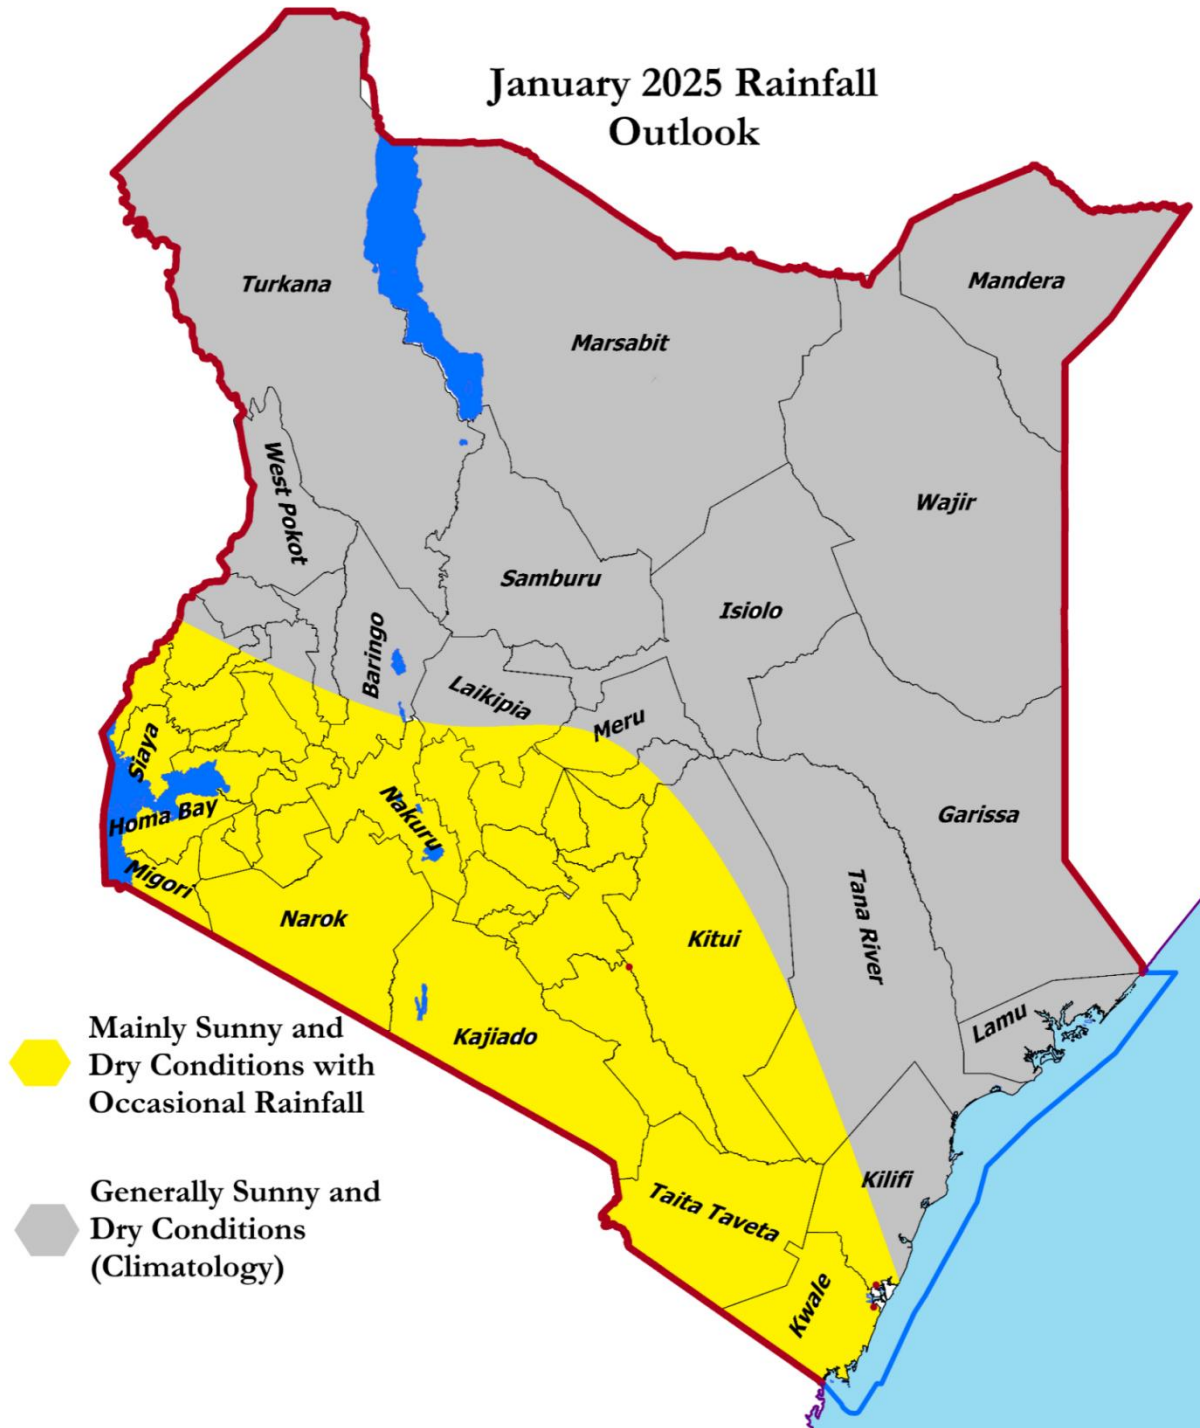 January 2025 Rainfall
Outlook
Turkana
Marsabit
Mandera
West Pokot
Wajir
Samburu
Isiolo
Baringo
Laikipia
Meru
Siaya
Nakuru
Homa Bay
Garissa
Migori
Narok
Kitui
Tana River
Kajiado
Lamu
Taita Taveta
Kilifi
Kwale
Mainly Sunny and
Dry Conditions with
Occasional Rainfall
Generally Sunny and
Dry Conditions
(Climatology)